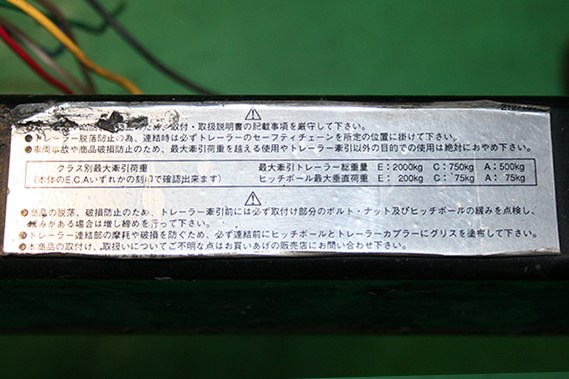 防止のため、取付・取扱説明書の記載事項を厳守して下さい。
●トレーラー脱落防止の為、連結時は必ずトレーラーのセーフティチェーンを所定の位置に掛けて下さい。
●車両事故や商品破損防止のため、最大牽引荷重を越える使用やトレーラー牽引以外の目的での使用は絶対におやめ下さい。
クラス別最大牽引荷重 最大牽引トレーラー総重量 E：2000kg C：750kg A：500kg
(本体のE.C.Aいずれかの刻印で確認出来ます) ヒッチボール最大垂直荷重 E： 200kg C： 75kg A： 75kg
●商品の脱落、破損防止のため、トレーラー牽引前には必ず取付け部分のボルト・ナット及びヒッチボールの緩みを点検し、
緩みがある場合は増し締めを行って下さい。
●トレーラー連結部の摩耗や破損を防ぐため、必ず連結前にヒッチボールとトレーラーカプラーにグリスを塗布して下さい。
●本商品の取付け、取扱いについてご不明な点はお買いあげの販売店にお問い合わせ下さい。